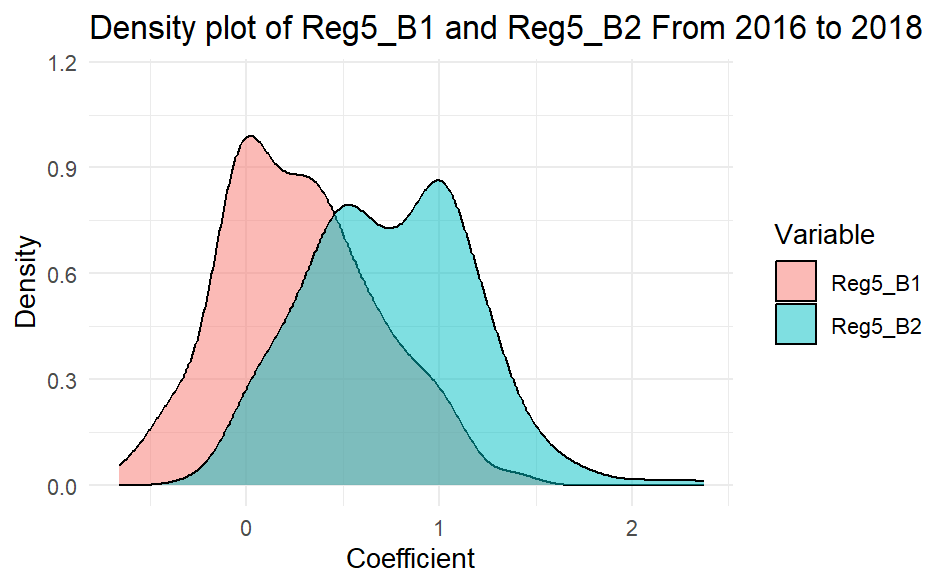 Density plot of Reg5_B1 and Reg5_B2 From 2016 to 2018
1.2
0.9
0.6
0.3
0.0
Density
0 1 2
Coefficient
Variable
Reg5_B1
Reg5_B2